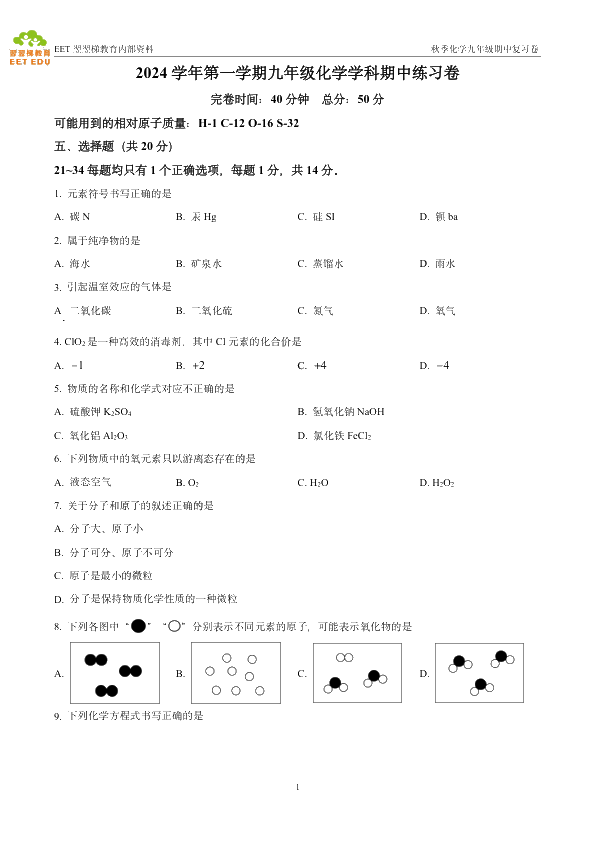 翌翌梯教育
EET EDU
EET 翌翌梯教育内部资料 秋季化学九年级期中复习卷
2024 学年第一学期九年级化学学科期中练习卷
完卷时间：40 分钟 总分：50 分
可能用到的相对原子质量：H-1 C-12 O-16 S-32
五、选择题（共 20 分）
21~34 每题均只有 1 个正确选项，每题 1 分，共 14 分．
1. 元素符号书写正确的是
A. 碳 N B. 汞 Hg C. 硅 SI D. 钡 ba
2. 属于纯净物的是
A. 海水 B. 矿泉水 C. 蒸馏水 D. 雨水
3. 引起温室效应的气体是
A. 二氧化碳 B. 二氧化硫 C. 氦气 D. 氧气
4. ClO₂ 是一种高效的消毒剂，其中 Cl 元素的化合价是
A. −1 B. +2 C. +4 D. −4
5. 物质的名称和化学式对应不正确的是
A. 硫酸钾 K₂SO₄ B. 氢氧化钠 NaOH
C. 氧化铝 Al₂O₃ D. 氯化铁 FeCl₂
6. 下列物质中的氧元素只以游离态存在的是
A. 液态空气 B. O₂ C. H₂O D. H₂O₂
7. 关于分子和原子的叙述正确的是
A. 分子大、原子小
B. 分子可分、原子不可分
C. 原子是最小的微粒
D. 分子是保持物质化学性质的一种微粒
8. 下列各图中“●”“○”分别表示不同元素的原子，可能表示氧化物的是
A. B. C. D.
9. 下列化学方程式书写正确的是
1